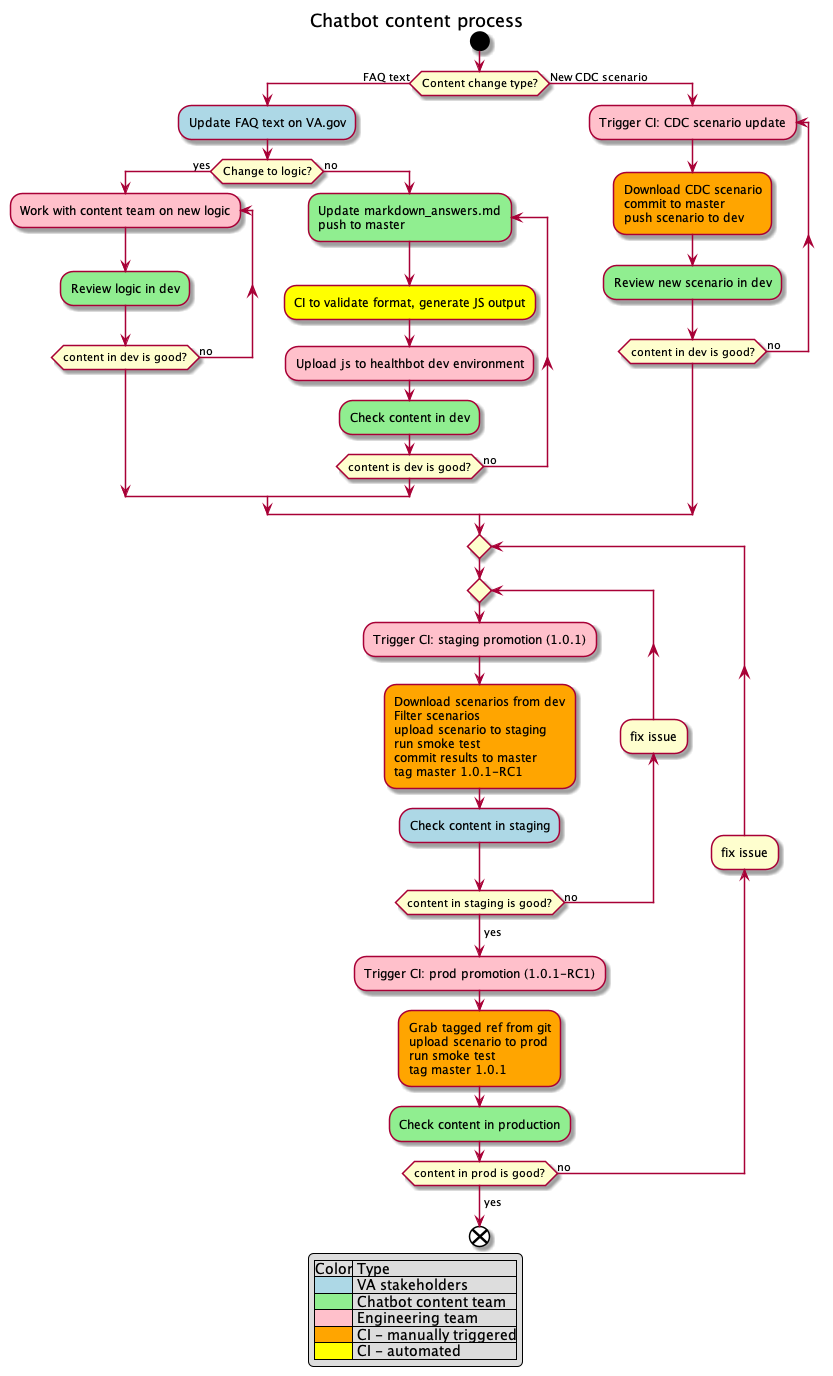 Chatbot content process
Content change type?
FAQ text
New CDC scenario
Update FAQ text on VA.gov
Change to logic?
yes
no
Work with content team on new logic
Review logic in dev
content in dev is good?
no
Update markdown_answers.md
push to master
CI to validate format, generate JS output
Upload js to healthbot dev environment
Check content in dev
content is dev is good?
no
Trigger CI: CDC scenario update
Download CDC scenario
commit to master
push scenario to dev
Review new scenario in dev
content in dev is good?
no
Trigger CI: staging promotion (1.0.1)
Download scenarios from dev
Filter scenarios
upload scenario to staging
run smoke test
commit results to master
tag master 1.0.1-RC1
Check content in staging
content in staging is good?
no
fix issue
yes
Trigger CI: prod promotion (1.0.1-RC1)
Grab tagged ref from git
upload scenario to prod
run smoke test
tag master 1.0.1
Check content in production
content in prod is good?
no
fix issue
yes
Color Type
VA stakeholders
Chatbot content team
Engineering team
CI - manually triggered
CI - automated